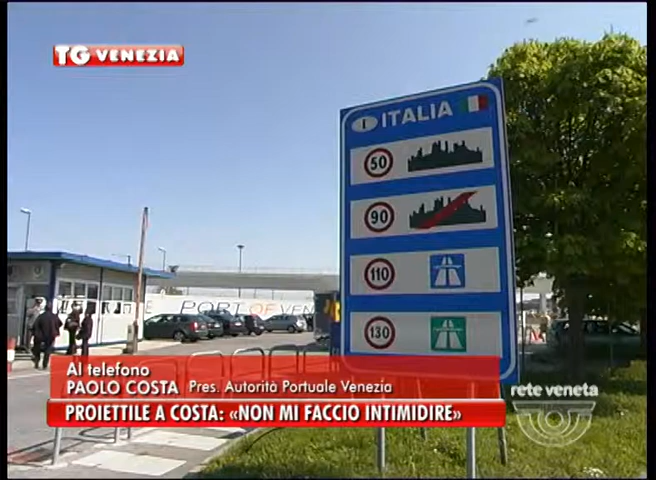 TG VENEZIA
I ITALIA
50
90
110
130
PORT OF VEN
Al telefono
PAOLO COSTA Pres. Autorità Portuale Venezia
PROIETTILE A COSTA: «NON MI FACCIO INTIMIDIRE»
rete veneta